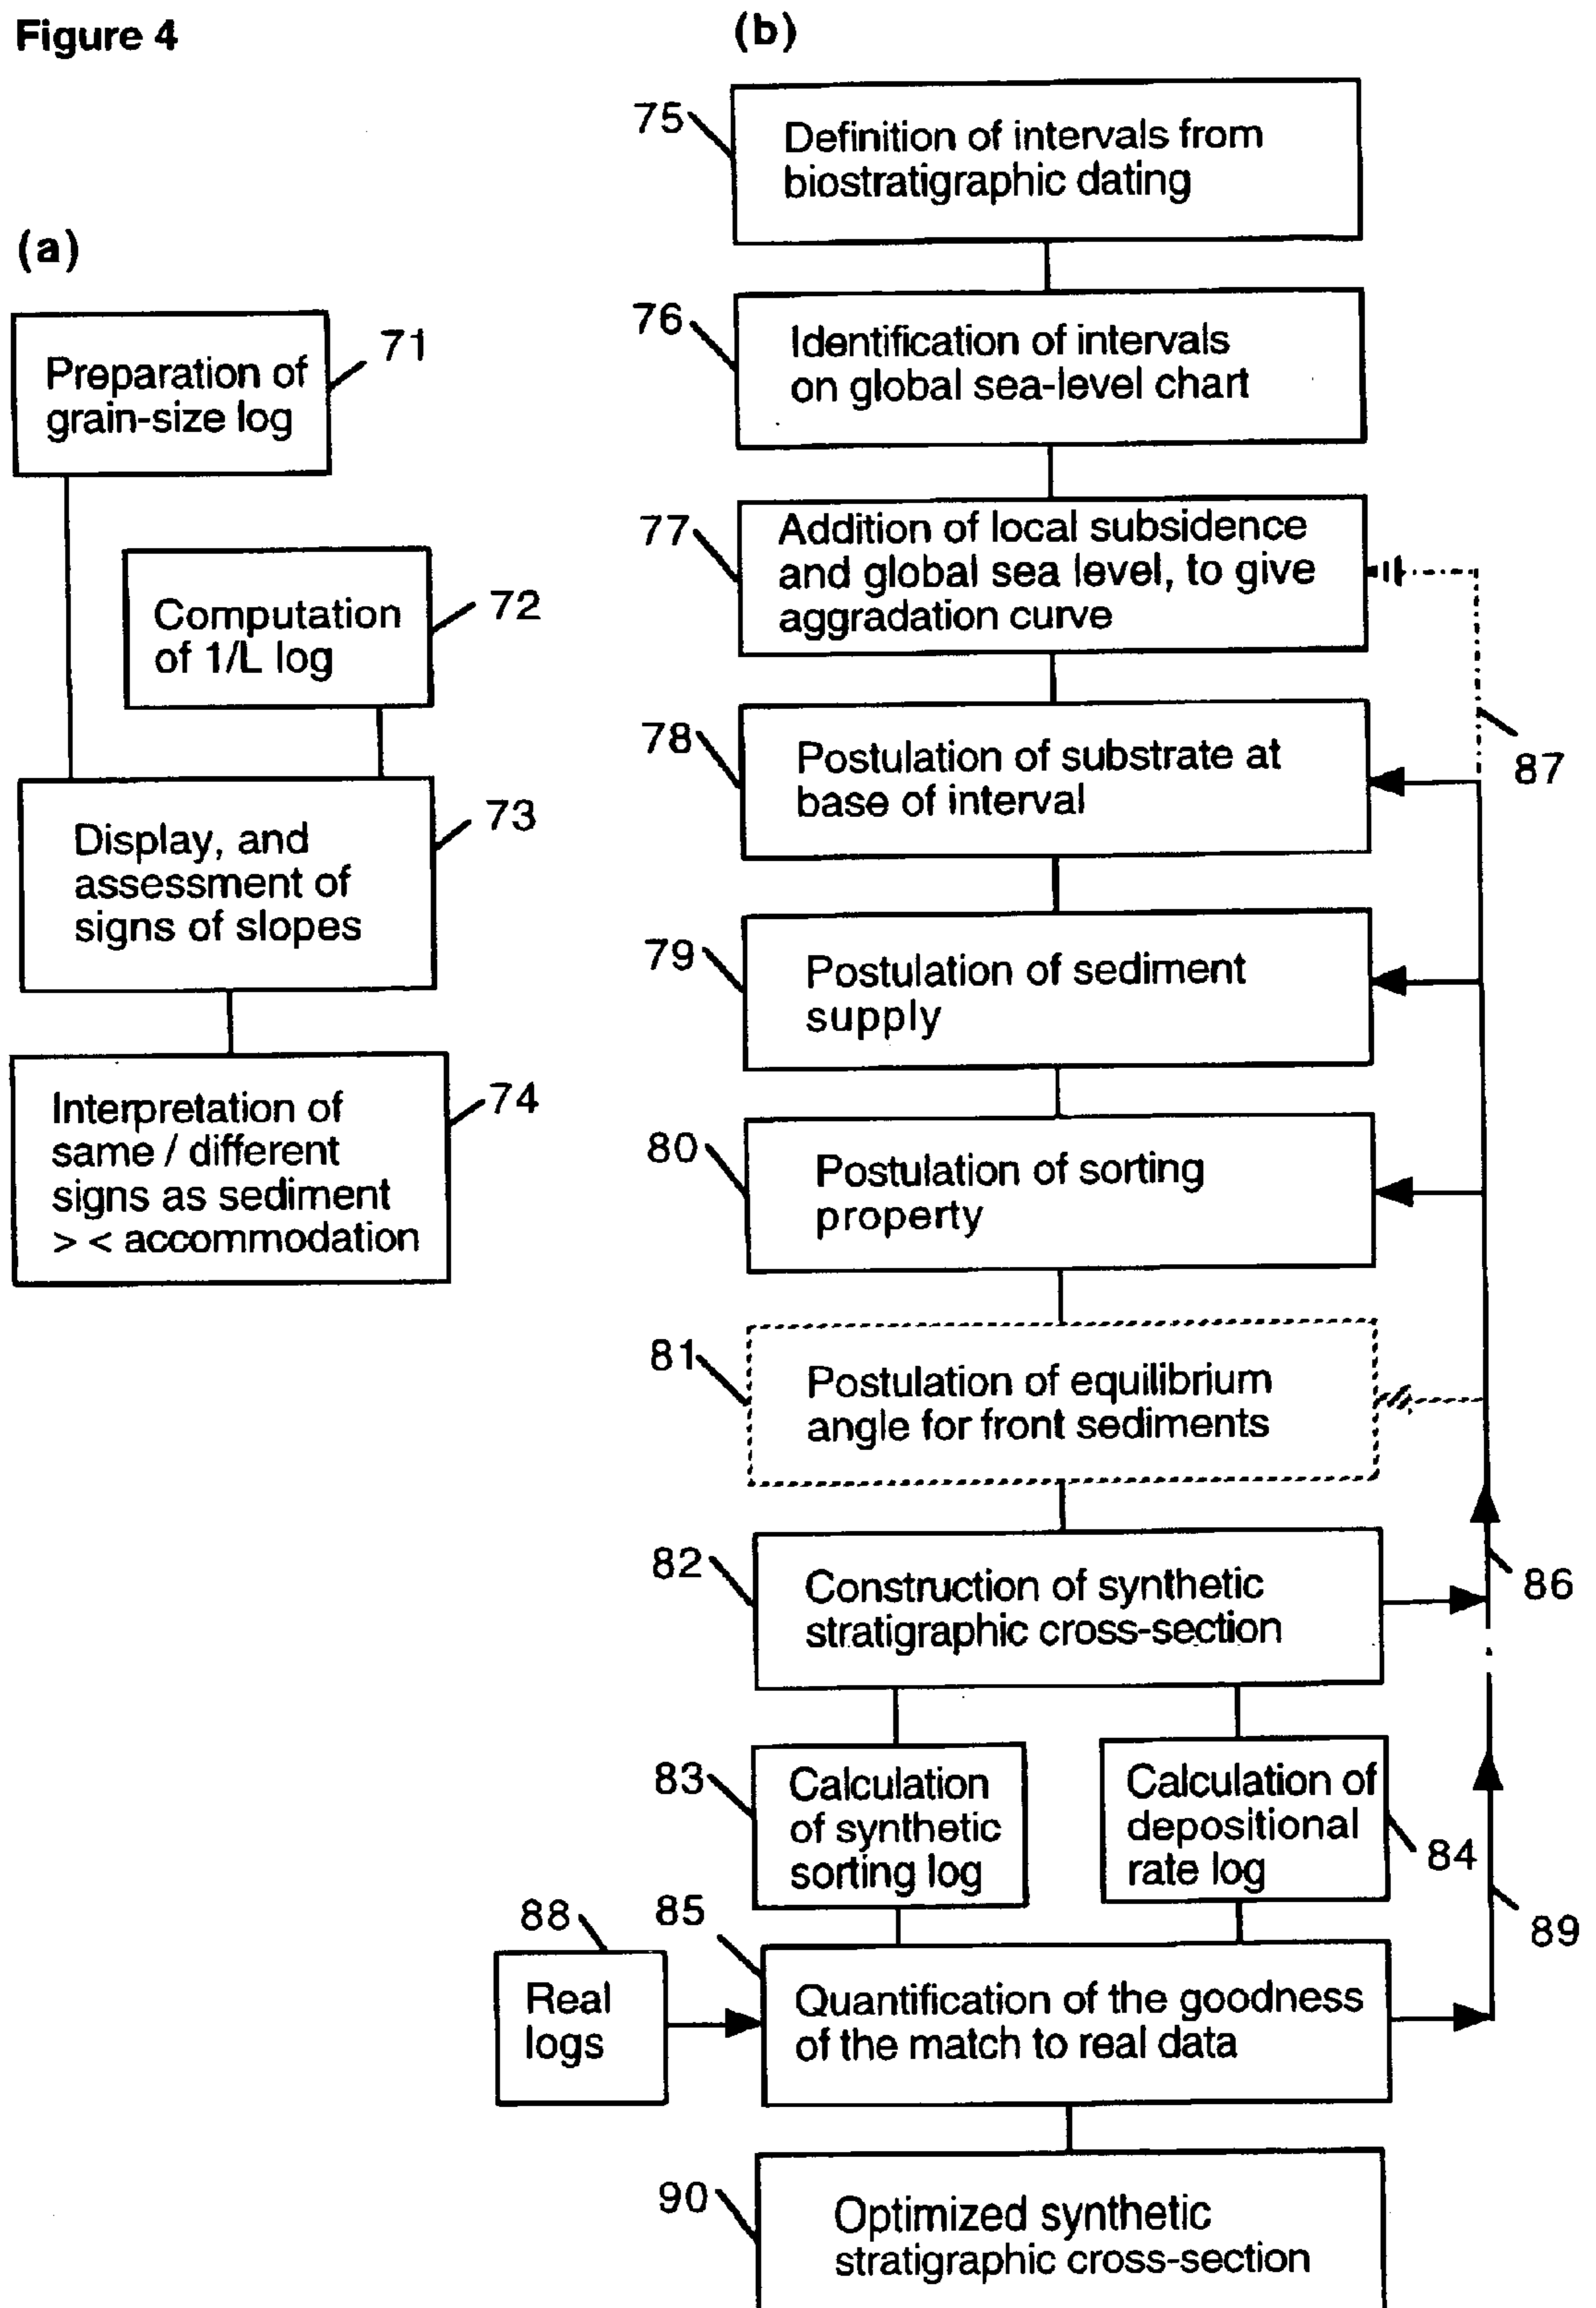 Figure 4
(a)
Preparation of
grain-size log
71
Computation
of 1/L log
72
Display, and
assessment of
signs of slopes
73
Interpretation of
same / different
signs as sediment
> < accommodation
74
(b)
75
Definition of intervals from
biostratigraphic dating
76
Identification of intervals
on global sea-level chart
77
Addition of local subsidence
and global sea level, to give
aggradation curve
78
Postulation of substrate at
base of interval
87
79
Postulation of sediment
supply
80
Postulation of sorting
property
81
Postulation of equilibrium
angle for front sediments
82
Construction of synthetic
stratigraphic cross-section
86
83
Calculation
of synthetic
sorting log
Calculation of
depositional
rate log
84
88
Real
logs
85
Quantification of the goodness
of the match to real data
89
90
Optimized synthetic
stratigraphic cross-section